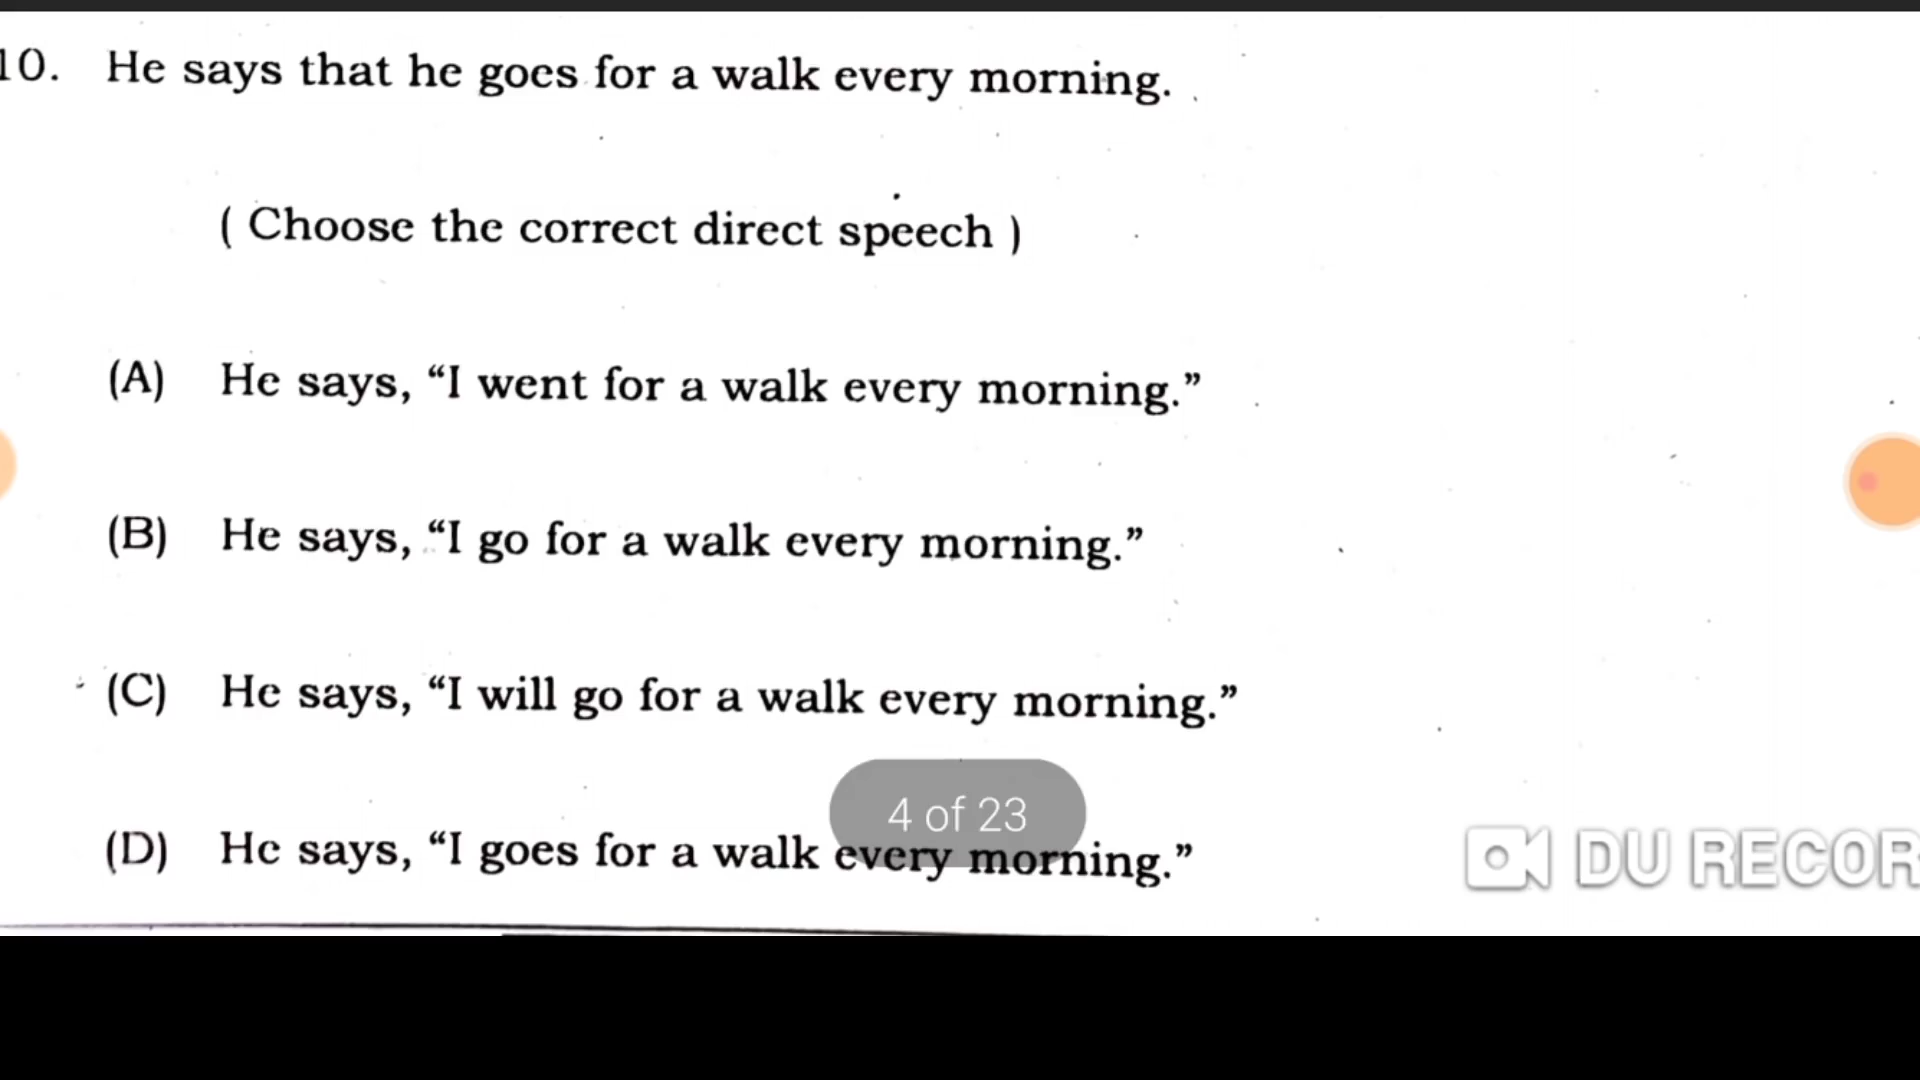 10. He says that he goes for a walk every morning.
( Choose the correct direct speech )
(A) He says, “I went for a walk every morning.”
(B) He says, “I go for a walk every morning.”
(C) He says, “I will go for a walk every morning.”
4 of 23
(D) He says, “I goes for a walk every morning.”
DU RECOR